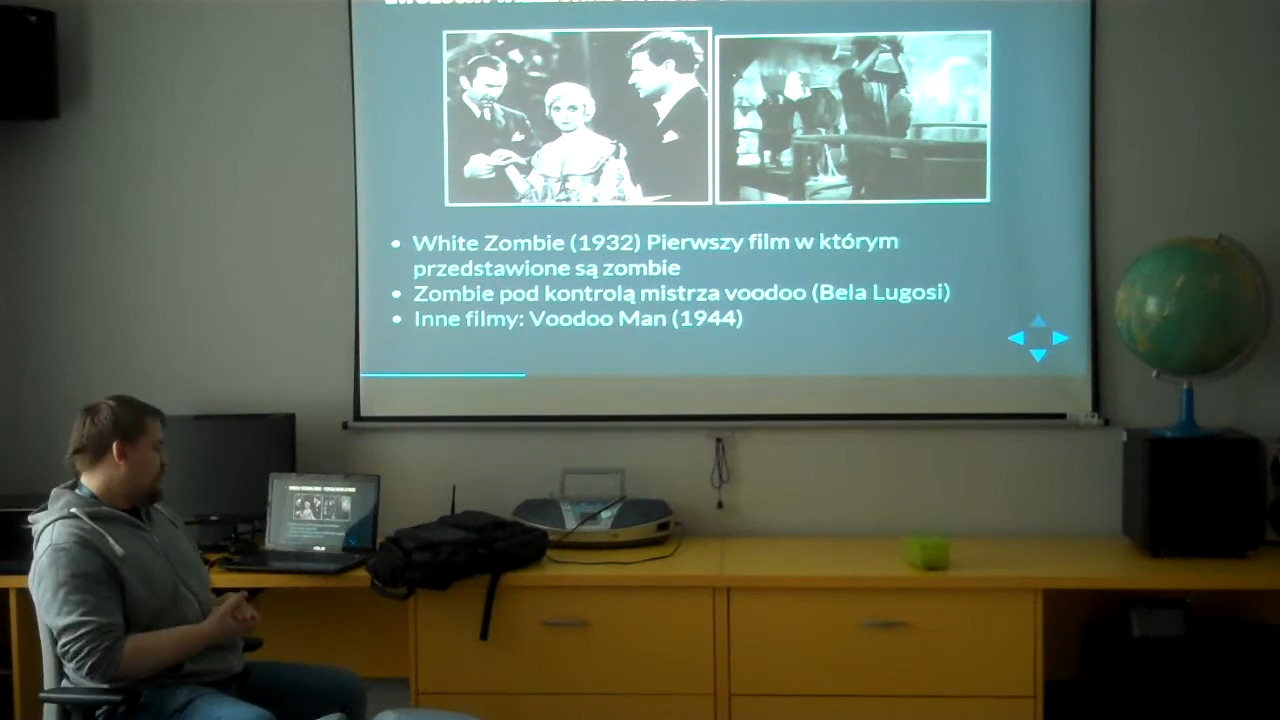 White Zombie (1932) Pierwszy film w którym
przedstawione są zombie
Zombie pod kontrolą mistrza voodoo (Bela Lugosi)
Inne filmy: Voodoo Man (1944)